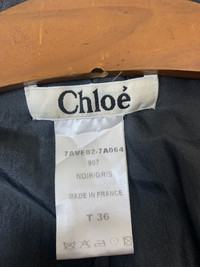 Chloé
7AVE02-7A064
907
NOIR/GRIS
MADE IN FRANCE
T 36